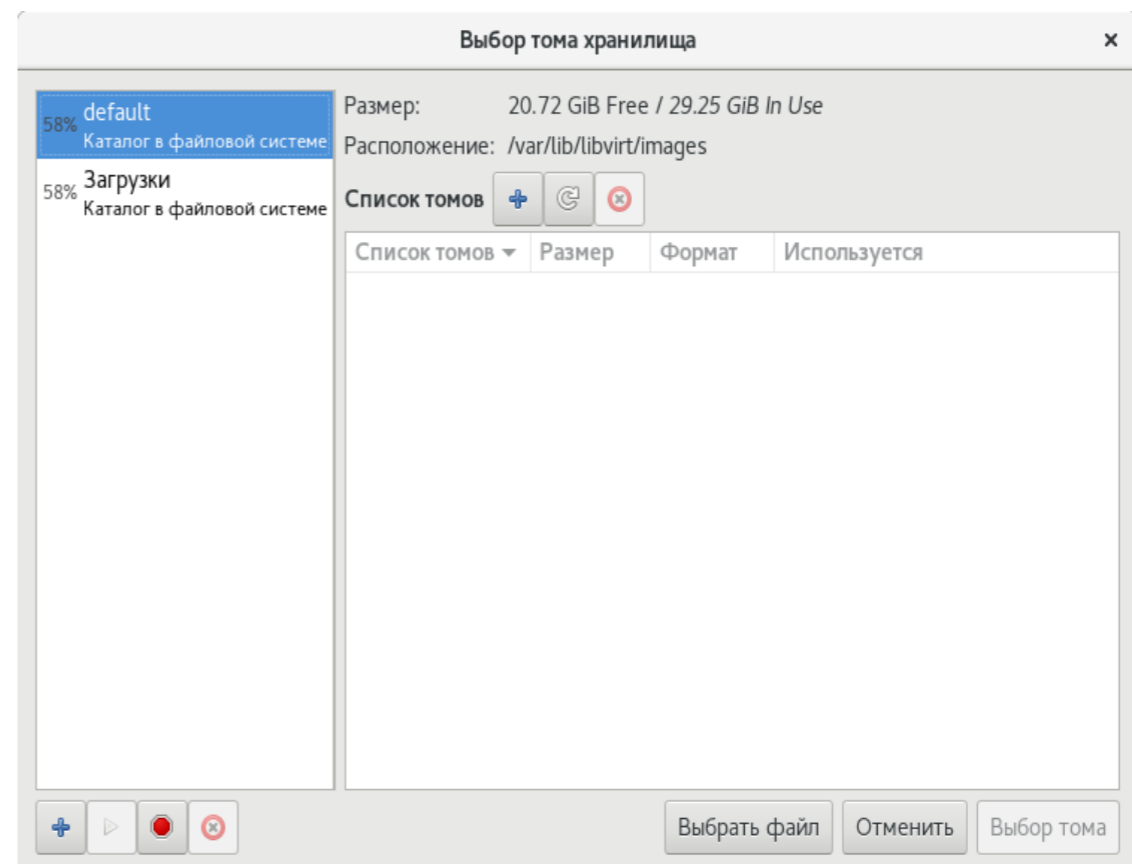 Выбор тома хранилища
58% default
Каталог в файловой системе
58% Загрузки
Каталог в файловой системе
Размер: 20.72 GiB Free / 29.25 GiB In Use
Расположение: /var/lib/libvirt/images
Список томов
Список томов Размер Формат Используется
Выбрать файл Отменить Выбор тома